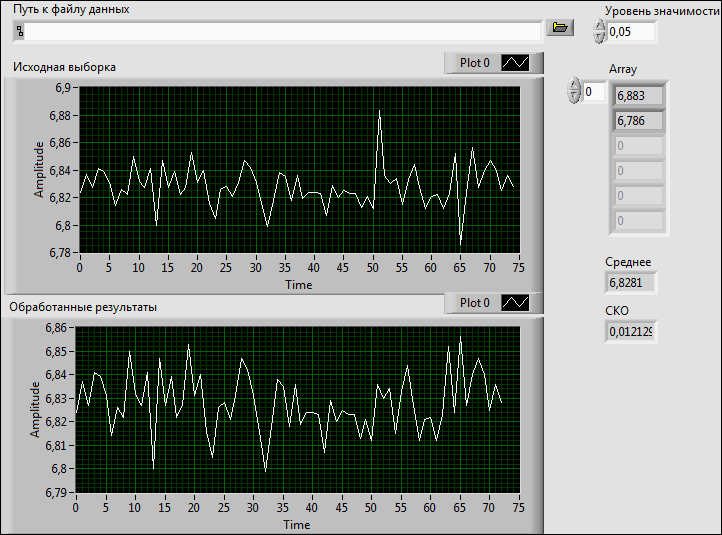 Путь к файлу данных
Уровень значимости
0,05
Исходная выборка
Plot 0
Array
0
6,883
6,786
0
0
0
0
6,9
6,88
6,86
6,84
6,82
6,8
6,78
Amplitude
0 5 10 15 20 25 30 35 40 45 50 55 60 65 70 75
Time
Среднее
6,8281
СКО
0,012129
Обработанные результаты
Plot 0
6,86
6,85
6,84
6,83
6,82
6,81
6,8
6,79
Amplitude
0 5 10 15 20 25 30 35 40 45 50 55 60 65 70 75
Time